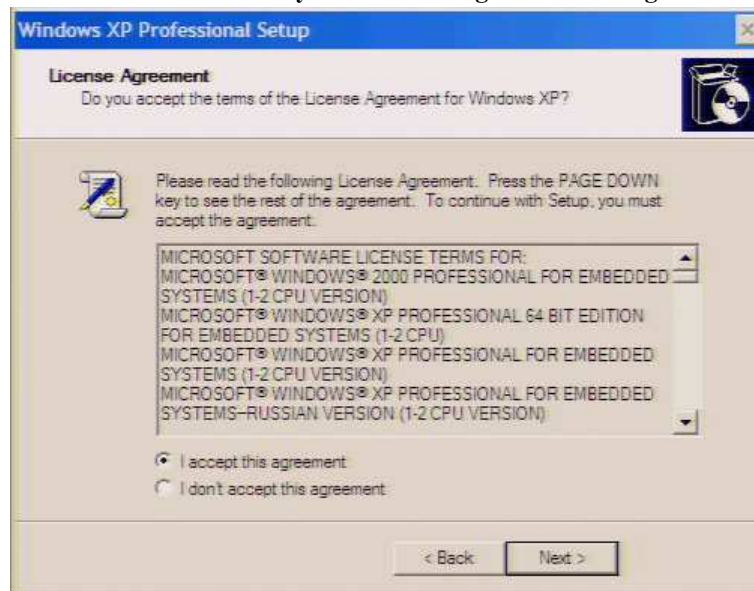 Windows XP Professional Setup
License Agreement
Do you accept the terms of the License Agreement for Windows XP?
Please read the following License Agreement. Press the PAGE DOWN
key to see the rest of the agreement. To continue with Setup, you must
accept the agreement.
MICROSOFT SOFTWARE LICENSE TERMS FOR:
MICROSOFT® WINDOWS® 2000 PROFESSIONAL FOR EMBEDDED
SYSTEMS (1-2 CPU VERSION)
MICROSOFT® WINDOWS® XP PROFESSIONAL 64 BIT EDITION
FOR EMBEDDED SYSTEMS (1-2 CPU)
MICROSOFT® WINDOWS® XP PROFESSIONAL FOR EMBEDDED
SYSTEMS (1-2 CPU VERSION)
MICROSOFT® WINDOWS® XP PROFESSIONAL FOR EMBEDDED
SYSTEMS–RUSSIAN VERSION (1-2 CPU VERSION)
I accept this agreement
I don't accept this agreement
< Back
Next >